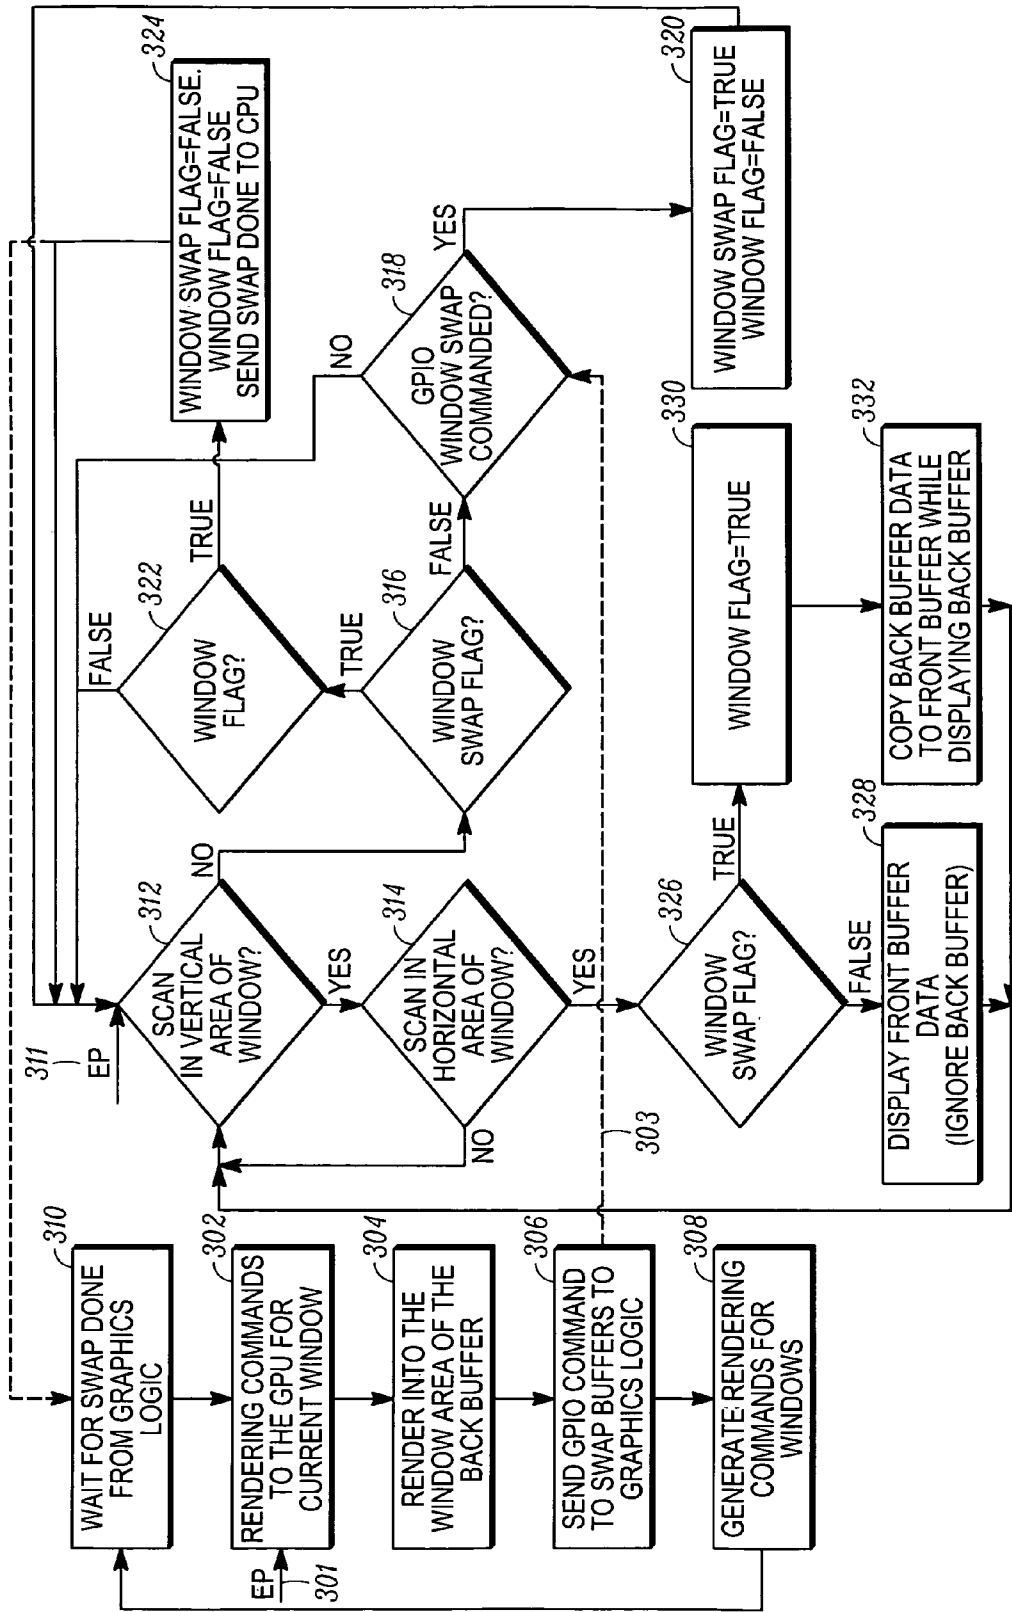 310
WAIT FOR SWAP DONE
FROM GRAPHICS
LOGIC
302
RENDERING COMMANDS
TO THE GPU FOR
CURRENT WINDOW
EP
301
304
RENDER INTO THE
WINDOW AREA OF THE
BACK BUFFER
306
SEND GPIO COMMAND
TO SWAP BUFFERS TO
GRAPHICS LOGIC
303
308
GENERATE RENDERING
COMMANDS FOR
WINDOWS
311
EP
312
SCAN
IN VERTICAL
AREA OF
WINDOW?
NO
YES
314
SCAN IN
HORIZONTAL
AREA OF
WINDOW?
NO
YES
326
WINDOW
SWAP FLAG?
TRUE
FALSE
328
DISPLAY FRONT BUFFER
DATA
(IGNORE BACK BUFFER)
322
WINDOW
FLAG?
FALSE
TRUE
316
WINDOW
SWAP FLAG?
TRUE
FALSE
330
WINDOW FLAG=TRUE
332
COPY BACK BUFFER DATA
TO FRONT BUFFER WHILE
DISPLAYING BACK BUFFER
324
WINDOW SWAP FLAG=FALSE.
WINDOW FLAG=FALSE
SEND SWAP DONE TO CPU
318
GPIO
WINDOW SWAP
COMMANDED?
NO
YES
320
WINDOW SWAP FLAG=TRUE
WINDOW FLAG=FALSE